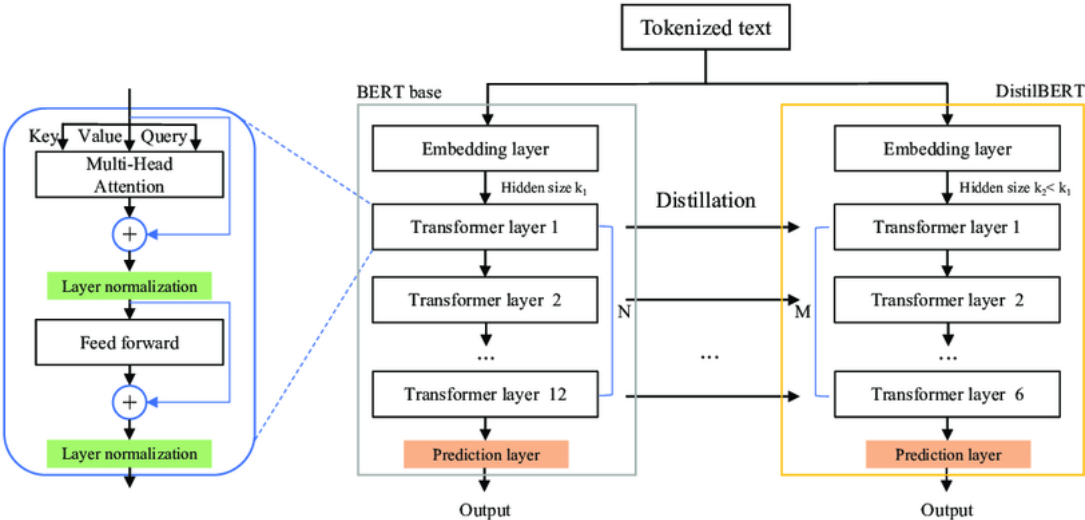 Tokenized text
BERT base
DistilBERT
Key Value Query
Multi-Head
Attention
+
Layer normalization
Feed forward
+
Layer normalization
Embedding layer
Hidden size k₁
Transformer layer 1
Transformer layer 2
...
Transformer layer 12
N
Prediction layer
Output
Distillation
...
Embedding layer
Hidden size k₂< k₁
Transformer layer 1
Transformer layer 2
...
M
Transformer layer 6
Prediction layer
Output